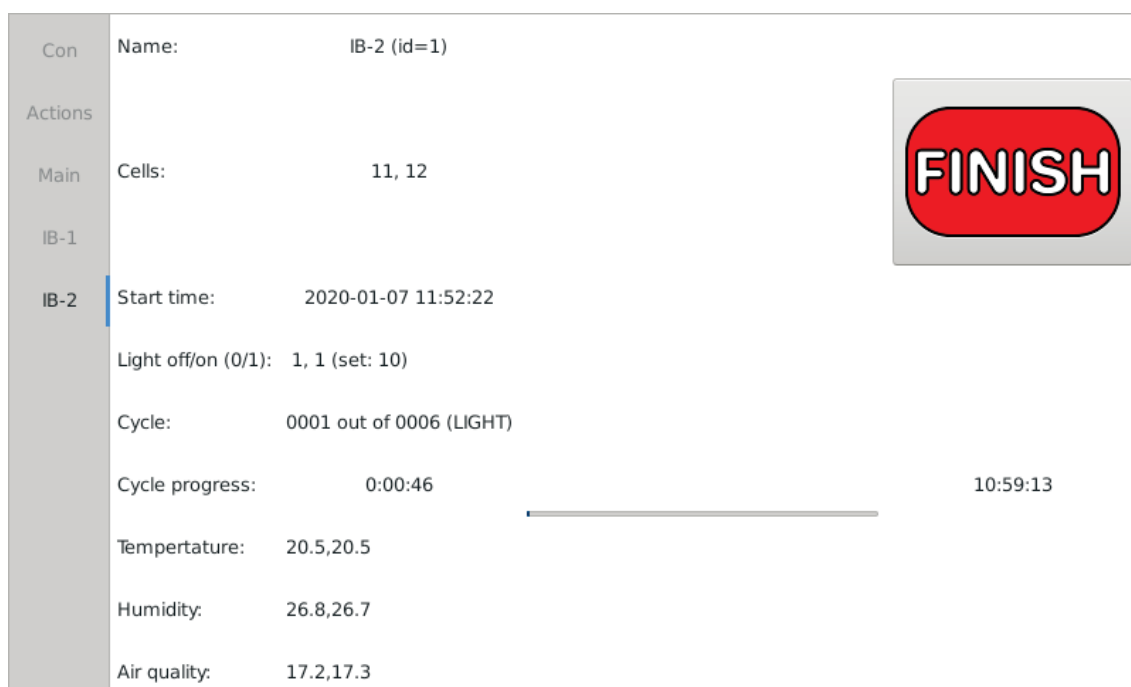 Con
Actions
Main
IB-1
IB-2
Name: IB-2 (id=1)
FINISH
Cells: 11, 12
Start time: 2020-01-07 11:52:22
Light off/on (0/1): 1, 1 (set: 10)
Cycle: 0001 out of 0006 (LIGHT)
Cycle progress: 0:00:46 10:59:13
Tempertature: 20.5,20.5
Humidity: 26.8,26.7
Air quality: 17.2,17.3